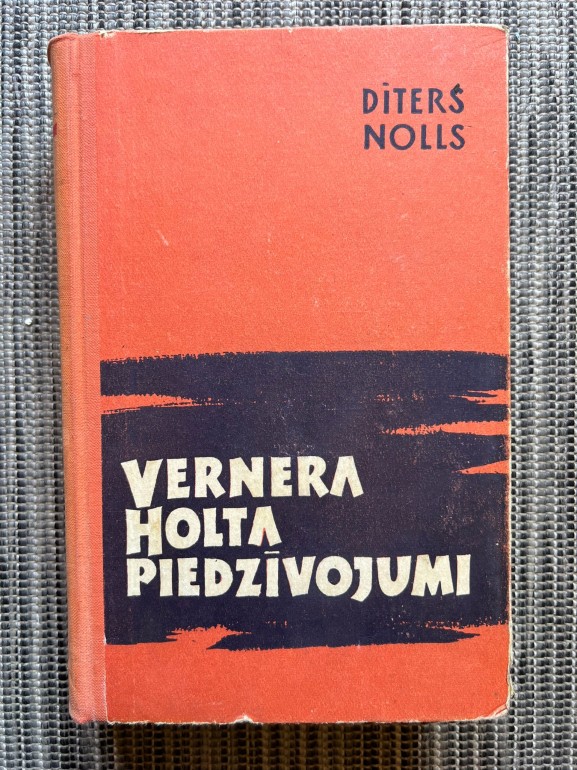 DĪTERS
NOLLS
VERNERA
HOLTA
PIEDZĪVOJUMI